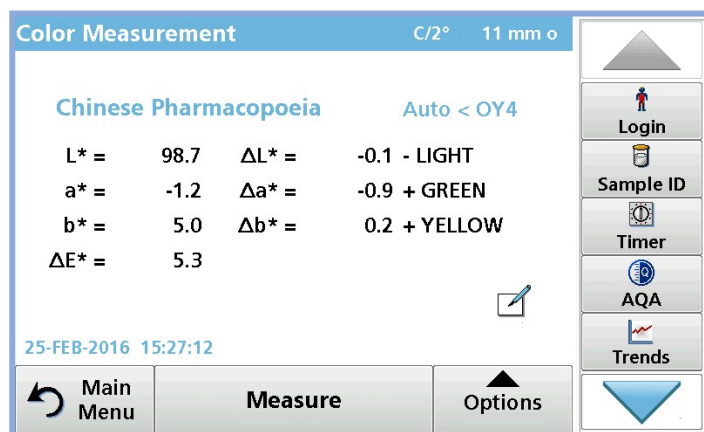 Color Measurement C/2° 11 mm o
Chinese Pharmacopoeia Auto < OY4
L* = 98.7 ΔL* = -0.1 - LIGHT
a* = -1.2 Δa* = -0.9 + GREEN
b* = 5.0 Δb* = 0.2 + YELLOW
ΔE* = 5.3
25-FEB-2016 15:27:12
Main Menu
Measure
Options
Login
Sample ID
Timer
AQA
Trends